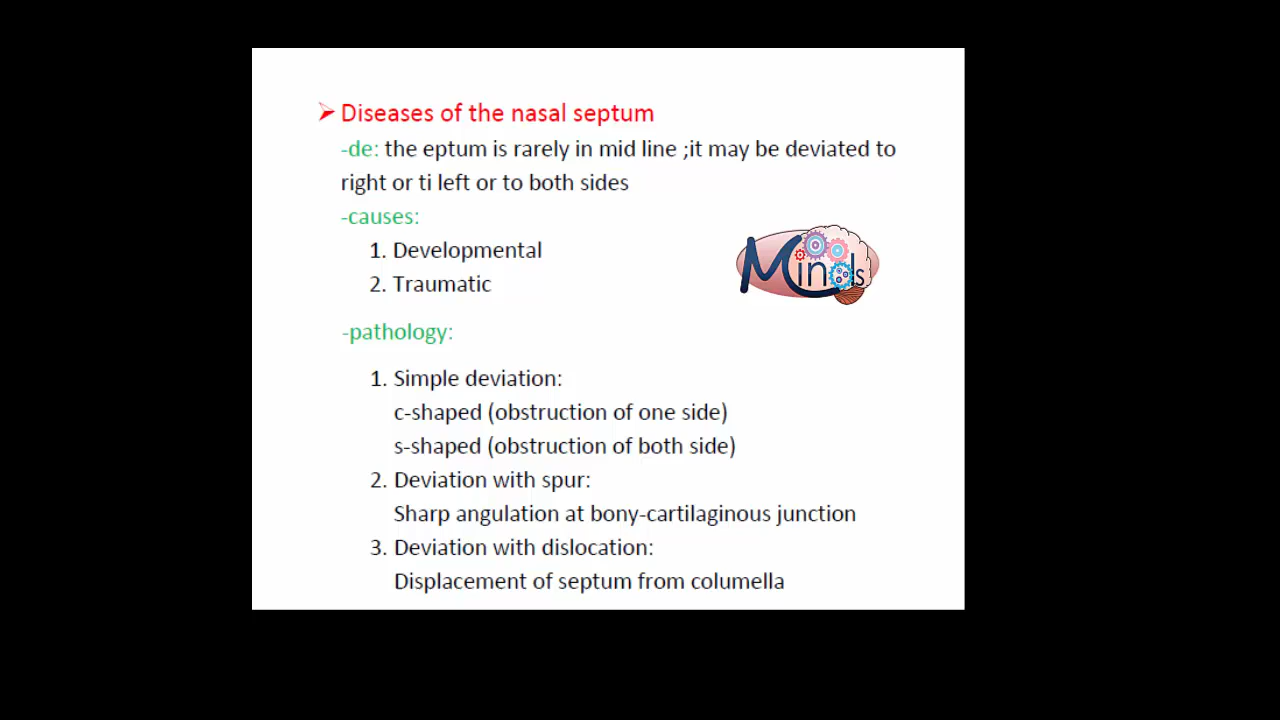 Diseases of the nasal septum
-de: the eptum is rarely in mid line ;it may be deviated to
right or ti left or to both sides
-causes:
1. Developmental
2. Traumatic
Minds
-pathology:
1. Simple deviation:
c-shaped (obstruction of one side)
s-shaped (obstruction of both side)
2. Deviation with spur:
Sharp angulation at bony-cartilaginous junction
3. Deviation with dislocation:
Displacement of septum from columella